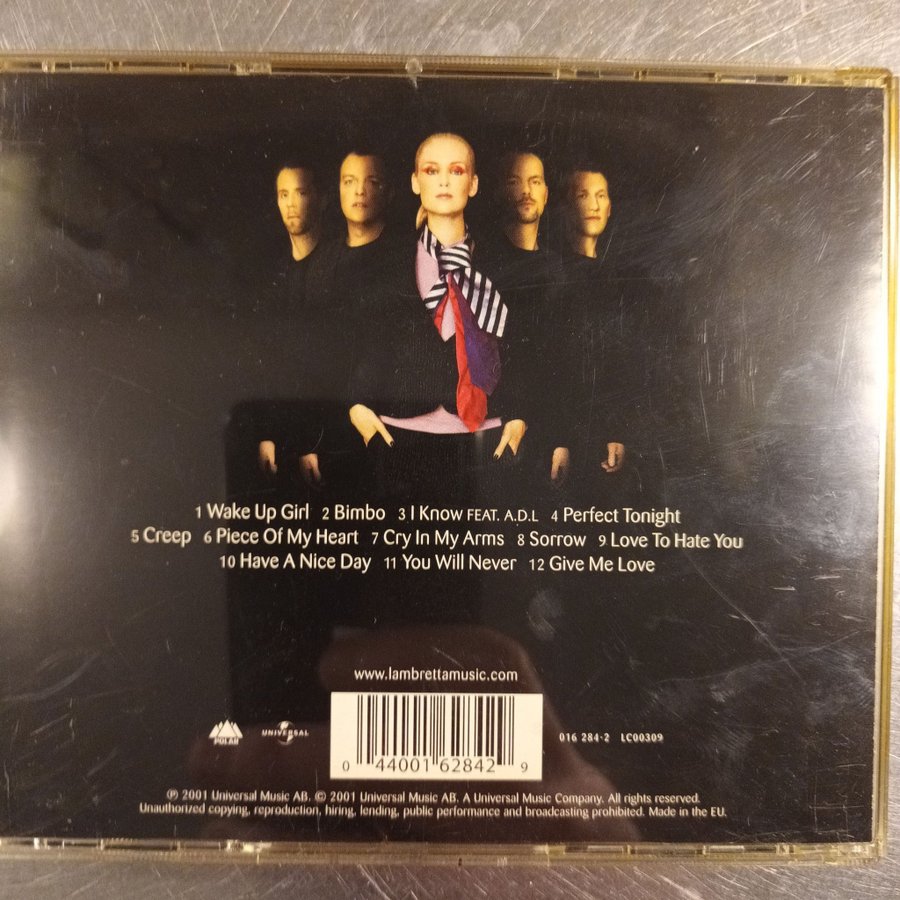 1 Wake Up Girl 2 Bimbo 3 I Know FEAT. A.D.L 4 Perfect Tonight
5 Creep 6 Piece Of My Heart 7 Cry In My Arms 8 Sorrow 9 Love To Hate You
10 Have A Nice Day 11 You Will Never 12 Give Me Love
www.lambrettamusic.com
POLAR UNIVERSAL 016 284-2 LC00309
0 44001 62842 9
℗ 2001 Universal Music AB. © 2001 Universal Music AB. A Universal Music Company. All rights reserved.
Unauthorized copying, reproduction, hiring, lending, public performance and broadcasting prohibited. Made in the EU.